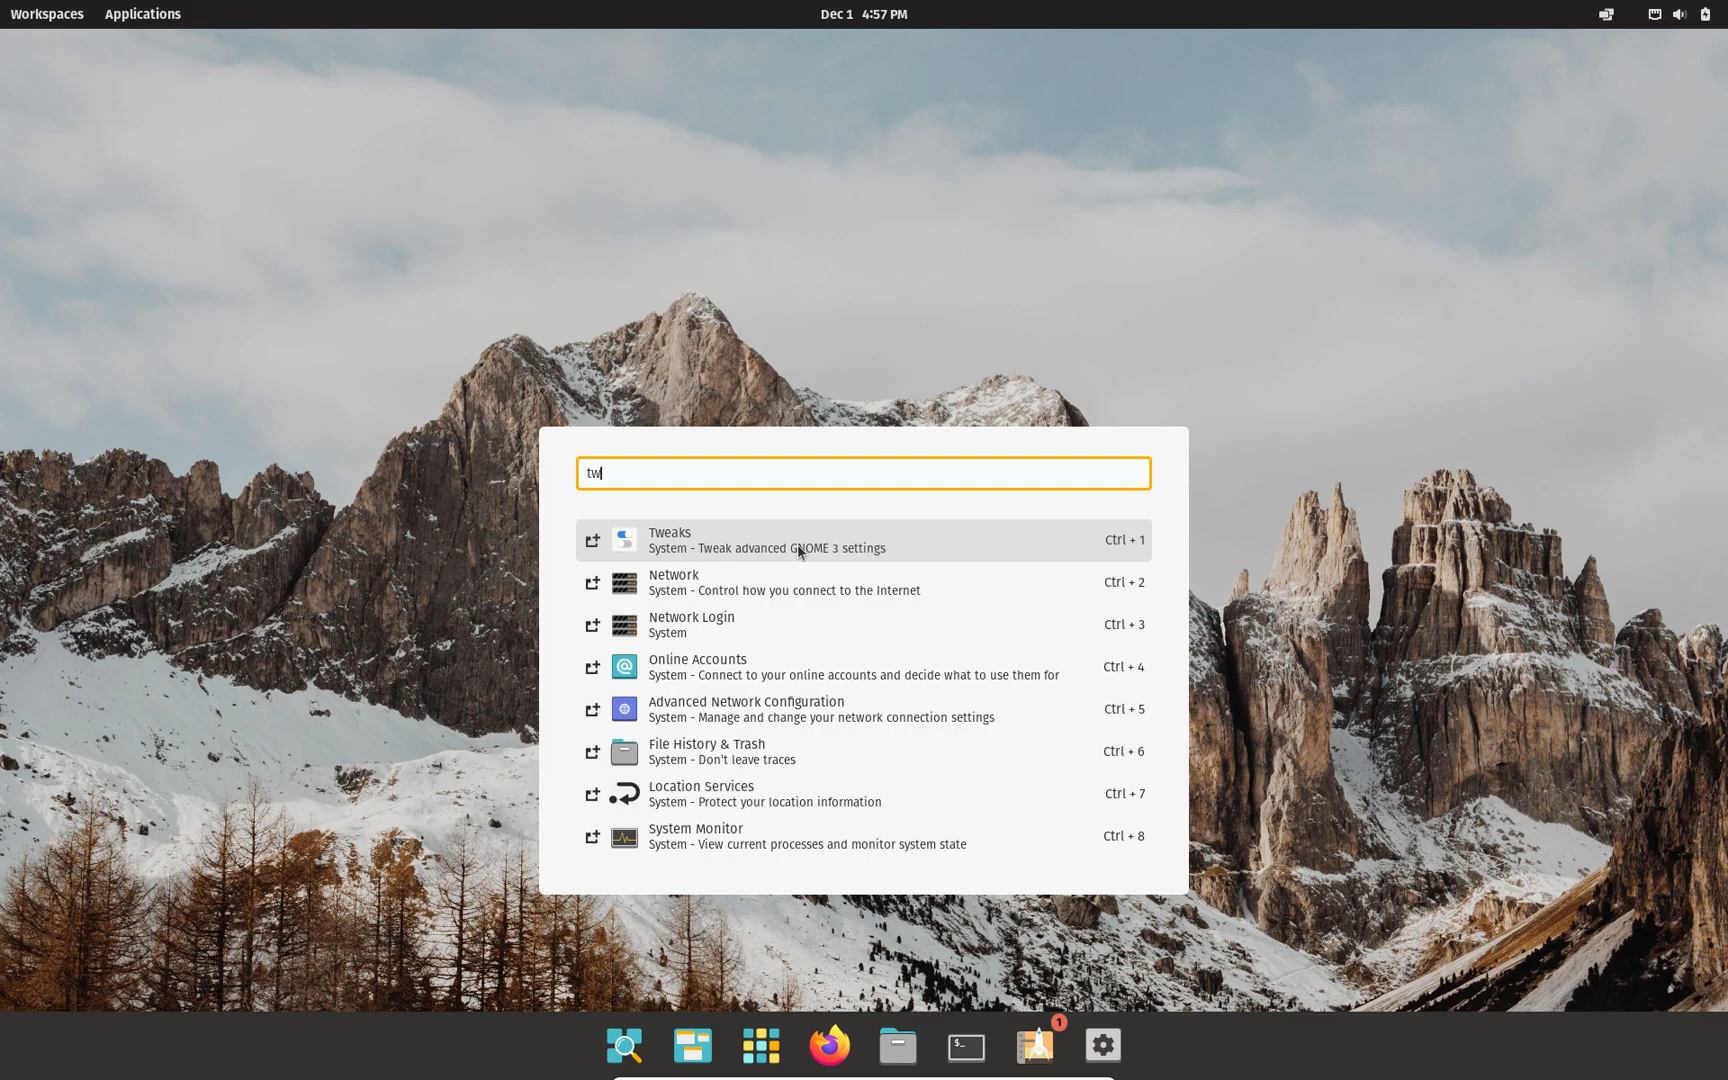 Workspaces
Applications
Dec 1 4:57 PM
tw
Tweaks
System - Tweak advanced GNOME 3 settings
Ctrl + 1
Network
System - Control how you connect to the Internet
Ctrl + 2
Network Login
System
Ctrl + 3
Online Accounts
System - Connect to your online accounts and decide what to use them for
Ctrl + 4
Advanced Network Configuration
System - Manage and change your network connection settings
Ctrl + 5
File History & Trash
System - Don't leave traces
Ctrl + 6
Location Services
System - Protect your location information
Ctrl + 7
System Monitor
System - View current processes and monitor system state
Ctrl + 8
$_
1